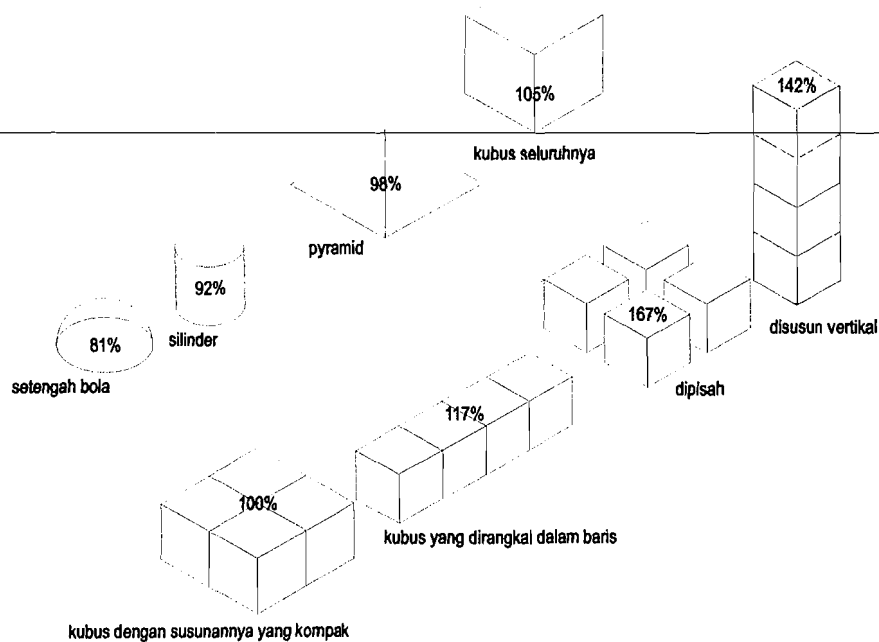 105%
kubus seluruhnya
142%
disusun vertikal
98%
pyramid
92%
silinder
81%
setengah bola
167%
dipisah
117%
kubus yang dirangkai dalam baris
100%
kubus dengan susunannya yang kompak